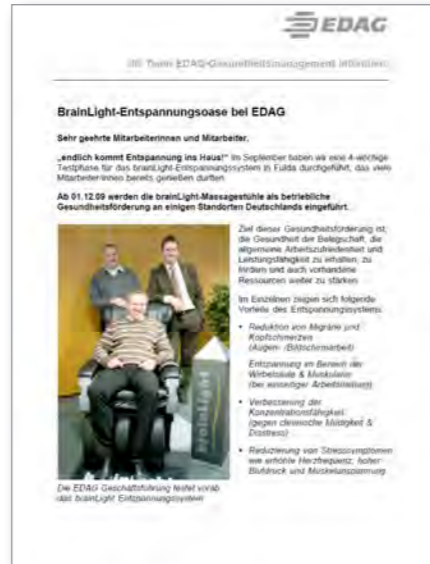 EDAG
Ihr Team EDAG-Gesundheitsmanagement informiert:
BrainLight-Entspannungsoase bei EDAG
Sehr geehrte Mitarbeiterinnen und Mitarbeiter,
„endlich kommt Entspannung ins Haus!“ Im September haben wir eine 4-wöchige
Testphase für das brainLight-Entspannungssystem in Fulda durchgeführt, das viele
MitarbeiterInnen bereits genießen durften.
Ab 01.12.09 werden die brainLight-Massagestühle als betriebliche
Gesundheitsförderung an einigen Standorten Deutschlands eingeführt.
Ziel dieser Gesundheitsförderung ist,
die Gesundheit der Belegschaft, die
allgemeine Arbeitszufriedenheit und
Leistungsfähigkeit zu erhalten, zu
fördern und auch vorhandene
Ressourcen weiter zu stärken.
Im Einzelnen zeigen sich folgende
Vorteile des Entspannungssystems:
• Reduktion von Migräne und
Kopfschmerzen
(Augen- /Bildschirmarbeit)
Entspannung im Bereich der
Wirbelsäule & Muskulatur
(bei einseitiger Arbeitshaltung)
• Verbesserung der
Konzentrationsfähigkeit
(gegen chronische Müdigkeit &
Disstress)
• Reduzierung von Stresssymptomen
wie erhöhte Herzfrequenz, hoher
Blutdruck und Muskelanspannung
brainLight
Die EDAG Geschäftsführung testet vorab
das brainLight Entspannungssystem